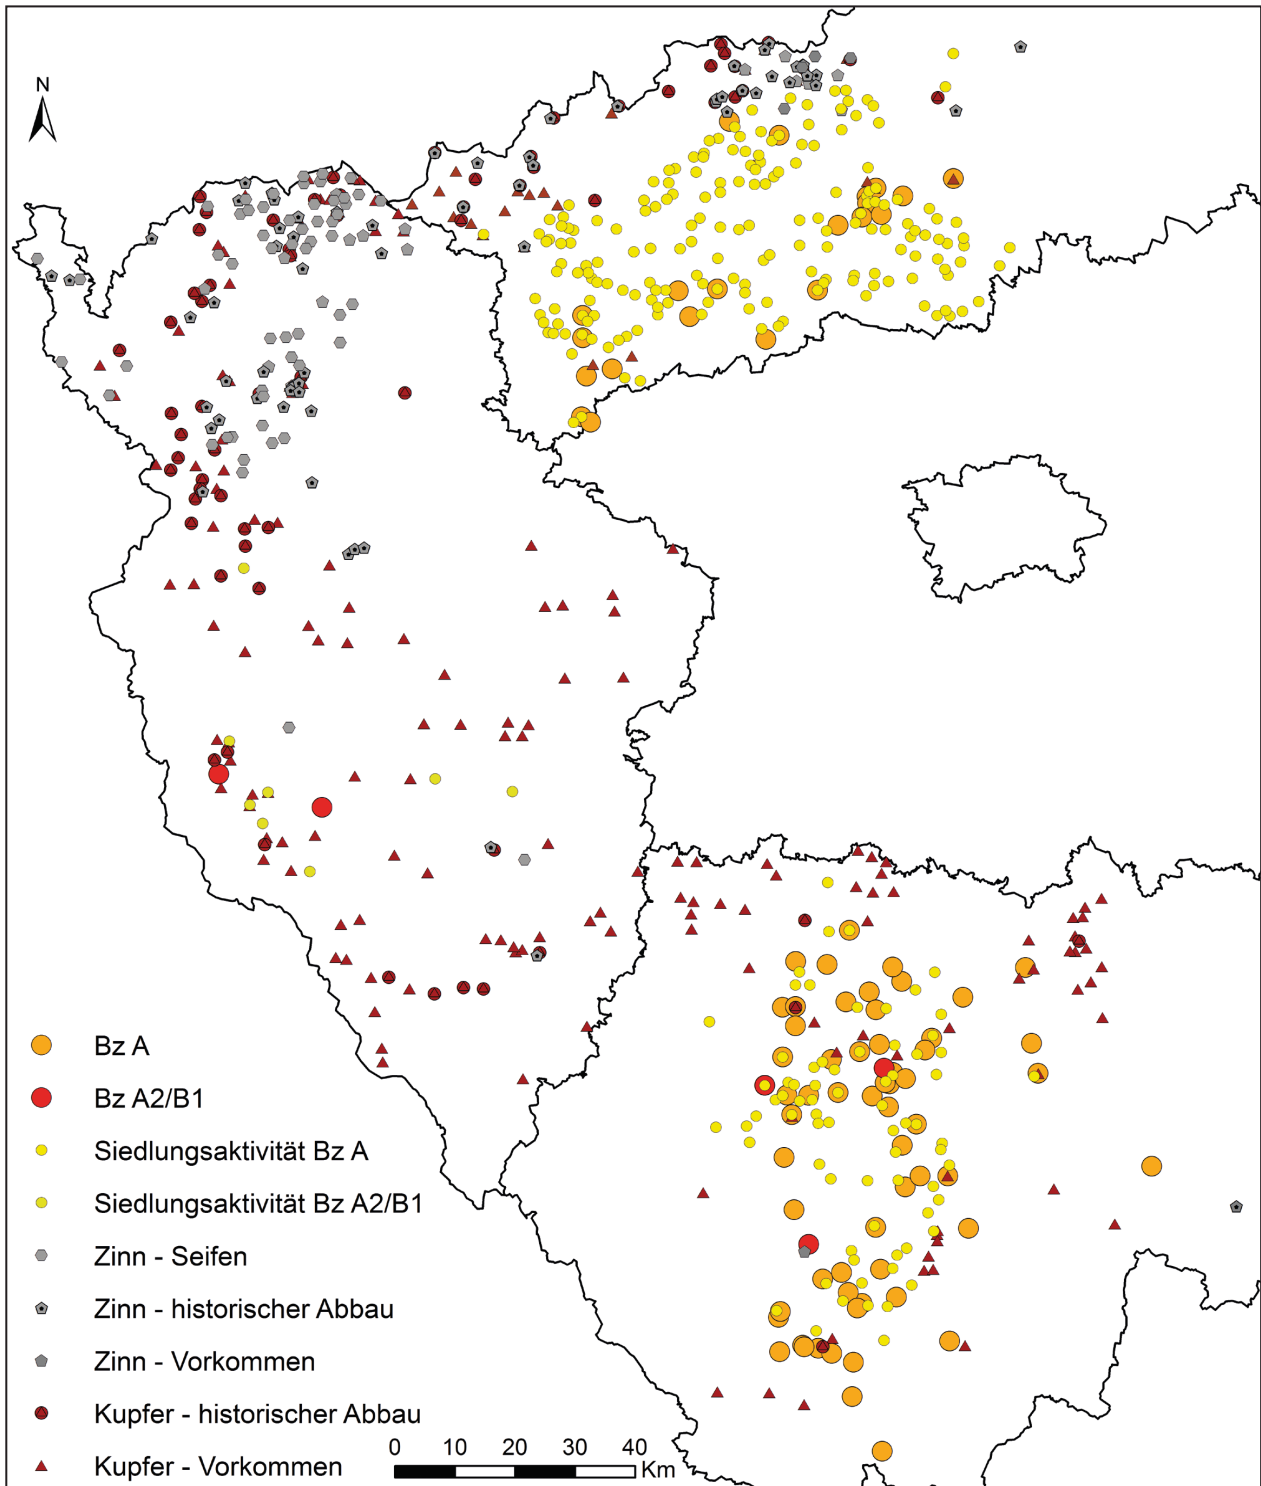 N
Bz A
Bz A2/B1
Siedlungsaktivität Bz A
Siedlungsaktivität Bz A2/B1
Zinn - Seifen
Zinn - historischer Abbau
Zinn - Vorkommen
Kupfer - historischer Abbau
Kupfer - Vorkommen
0 10 20 30 40
Km